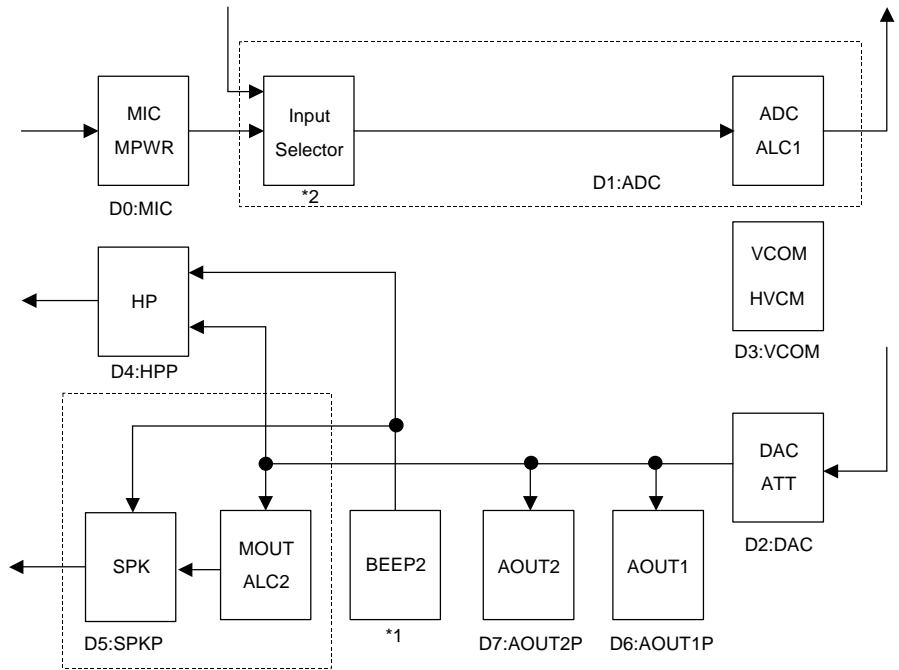 MIC
MPWR
D0:MIC
Input
Selector
*2
ADC
ALC1
D1:ADC
HP
D4:HPP
VCOM
HVCM
D3:VCOM
DAC
ATT
D2:DAC
SPK
D5:SPKP
MOUT
ALC2
BEEP2
*1
AOUT2
D7:AOUT2P
AOUT1
D6:AOUT1P